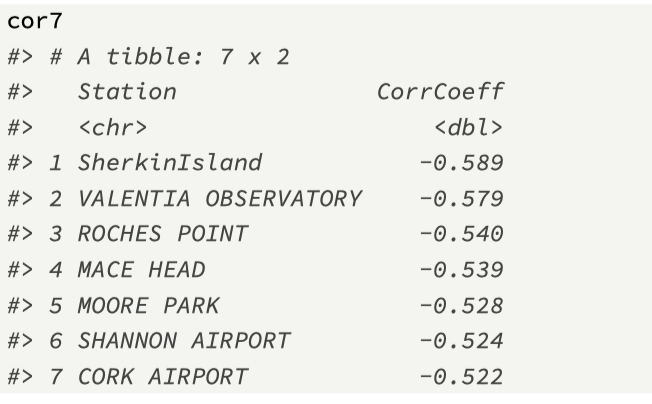 cor7
#> # A tibble: 7 x 2
#>   Station              CorrCoeff
#>   <chr>                    <dbl>
#> 1 SherkinIsland           -0.589
#> 2 VALENTIA OBSERVATORY    -0.579
#> 3 ROCHES POINT            -0.540
#> 4 MACE HEAD               -0.539
#> 5 MOORE PARK              -0.528
#> 6 SHANNON AIRPORT         -0.524
#> 7 CORK AIRPORT            -0.522